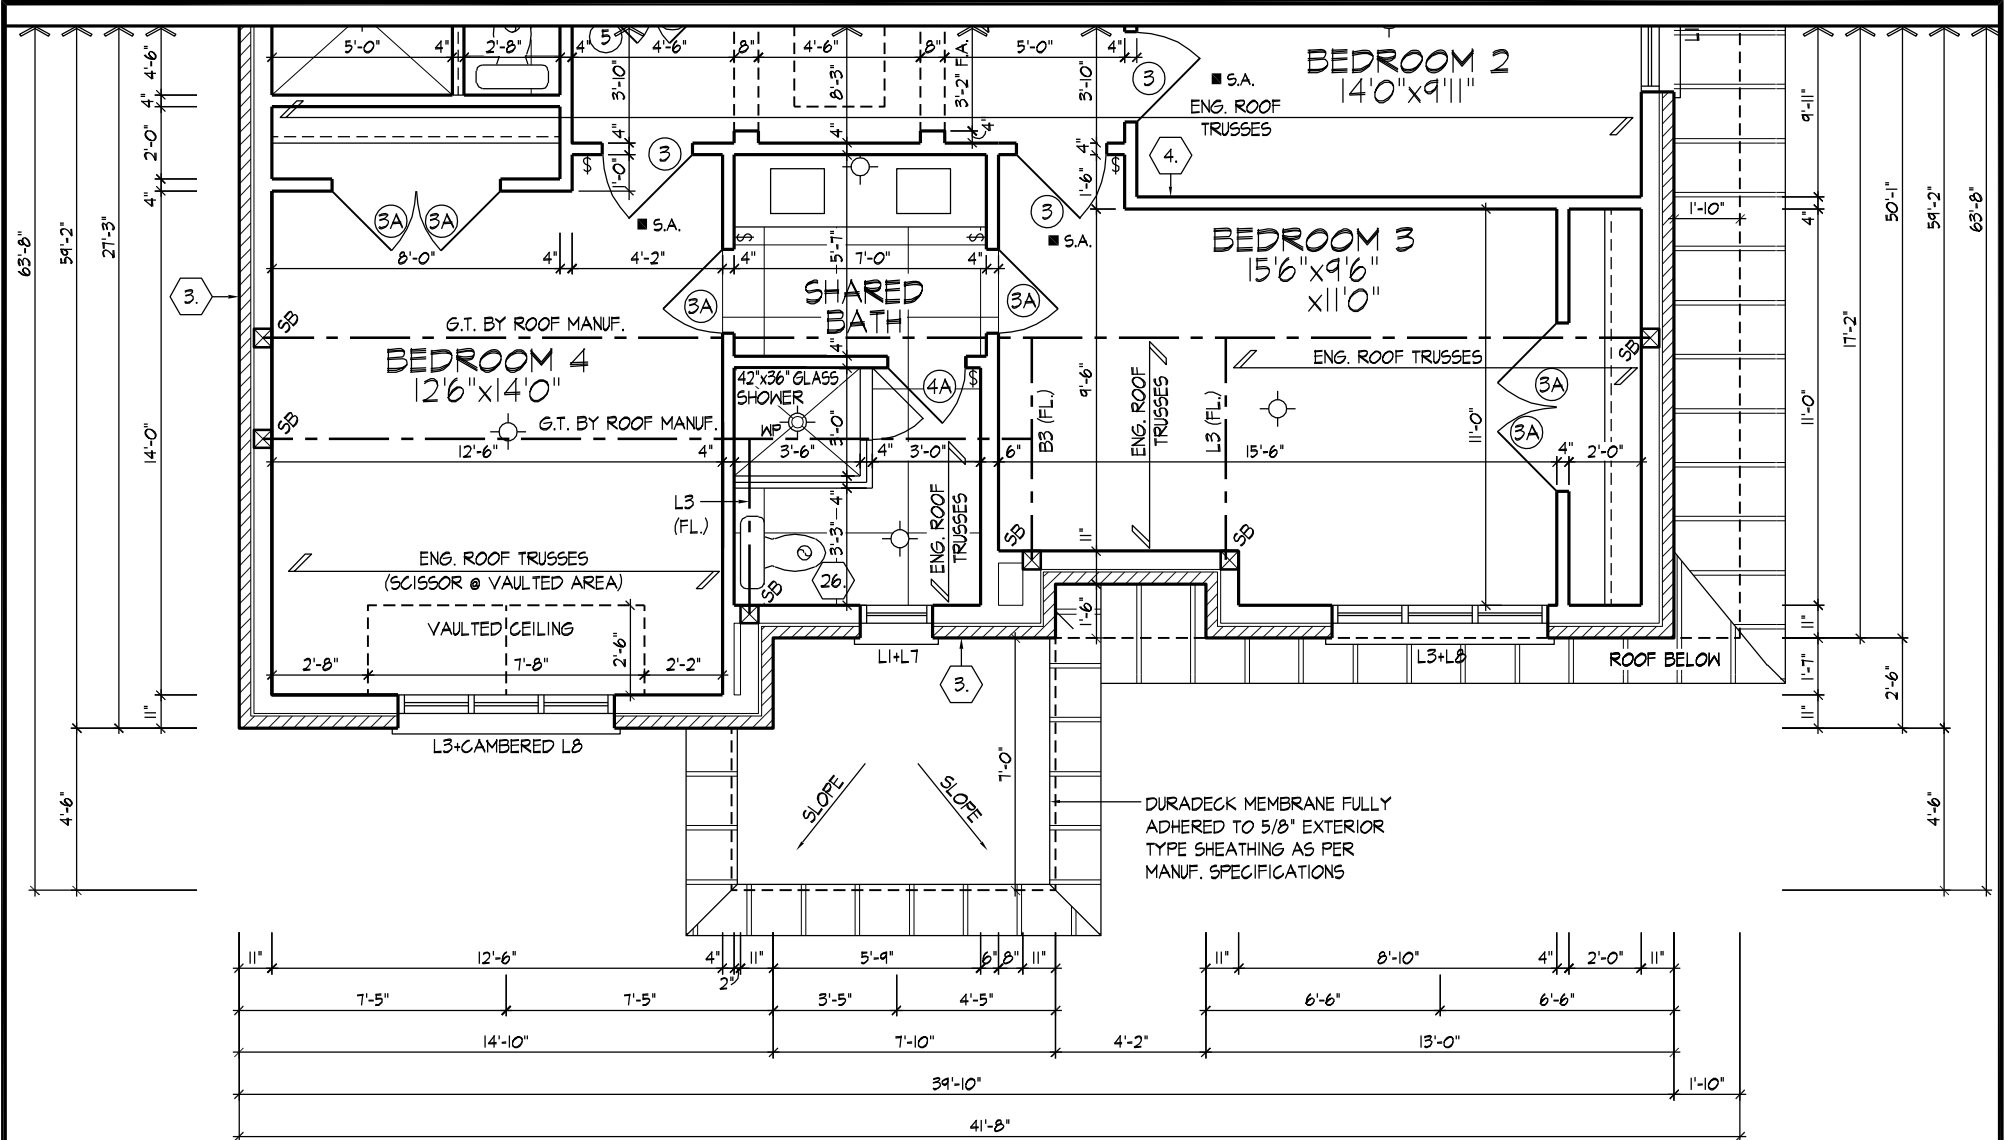 5'-0"
4"
2'-8"
4"
5
4'-6"
8"
4'-6"
8"
5'-0"
4"
3
S.A.
BEDROOM 2
14'0"x9'11"
4'-6"
4"
2'-0"
4"
3'-10"
4"
8'-3"
4"
3'-2" F.A.
4"
3'-10"
4"
1'-6"
ENG. ROOF
TRUSSES
9'-11"
4"
3
$
$
4.
3A
3A
S.A.
3
S.A.
1'-10"
63'-8"
59'-2"
27'-3"
50'-1"
59'-2"
63'-8"
BEDROOM 3
15'6"x9'6"
x11'0"
8'-0"
4"
4'-2"
4"
$
5'-7"
7'-0"
$
4"
3.
3A
SHARED
BATH
3A
SB
G.T. BY ROOF MANUF.
BEDROOM 4
12'6"x14'0"
4"
ENG. ROOF TRUSSES
SB
17'-2"
42"x36" GLASS
SHOWER
4A
$
9'-6"
3A
B3 (FL.)
ENG. ROOF
TRUSSES
L3 (FL.)
SB
G.T. BY ROOF MANUF.
WP
3'-0"
11'-0"
3A
11'-0"
14'-0"
12'-6"
4"
3'-6"
4"
3'-0"
6"
15'-6"
4"
2'-0"
L3
(FL.)
4"
3'-3"
ENG. ROOF
TRUSSES
SB
11"
SB
ENG. ROOF TRUSSES
(SCISSOR @ VAULTED AREA)
SB
26.
1'-6"
VAULTED CEILING
2'-6"
2'-8"
7'-8"
2'-2"
L1+L7
L3+L8
ROOF BELOW
11"
1'-7"
11"
2'-6"
11"
3.
L3+CAMBERED L8
4'-6"
SLOPE
SLOPE
7'-0"
DURADECK MEMBRANE FULLY
ADHERED TO 5/8" EXTERIOR
TYPE SHEATHING AS PER
MANUF. SPECIFICATIONS
4'-6"
11"
12'-6"
4"
2"
11"
5'-9"
6"
8"
11"
11"
8'-10"
4"
2'-0"
11"
7'-5"
7'-5"
3'-5"
4'-5"
6'-6"
6'-6"
14'-10"
7'-10"
4'-2"
13'-0"
39'-10"
1'-10"
41'-8"